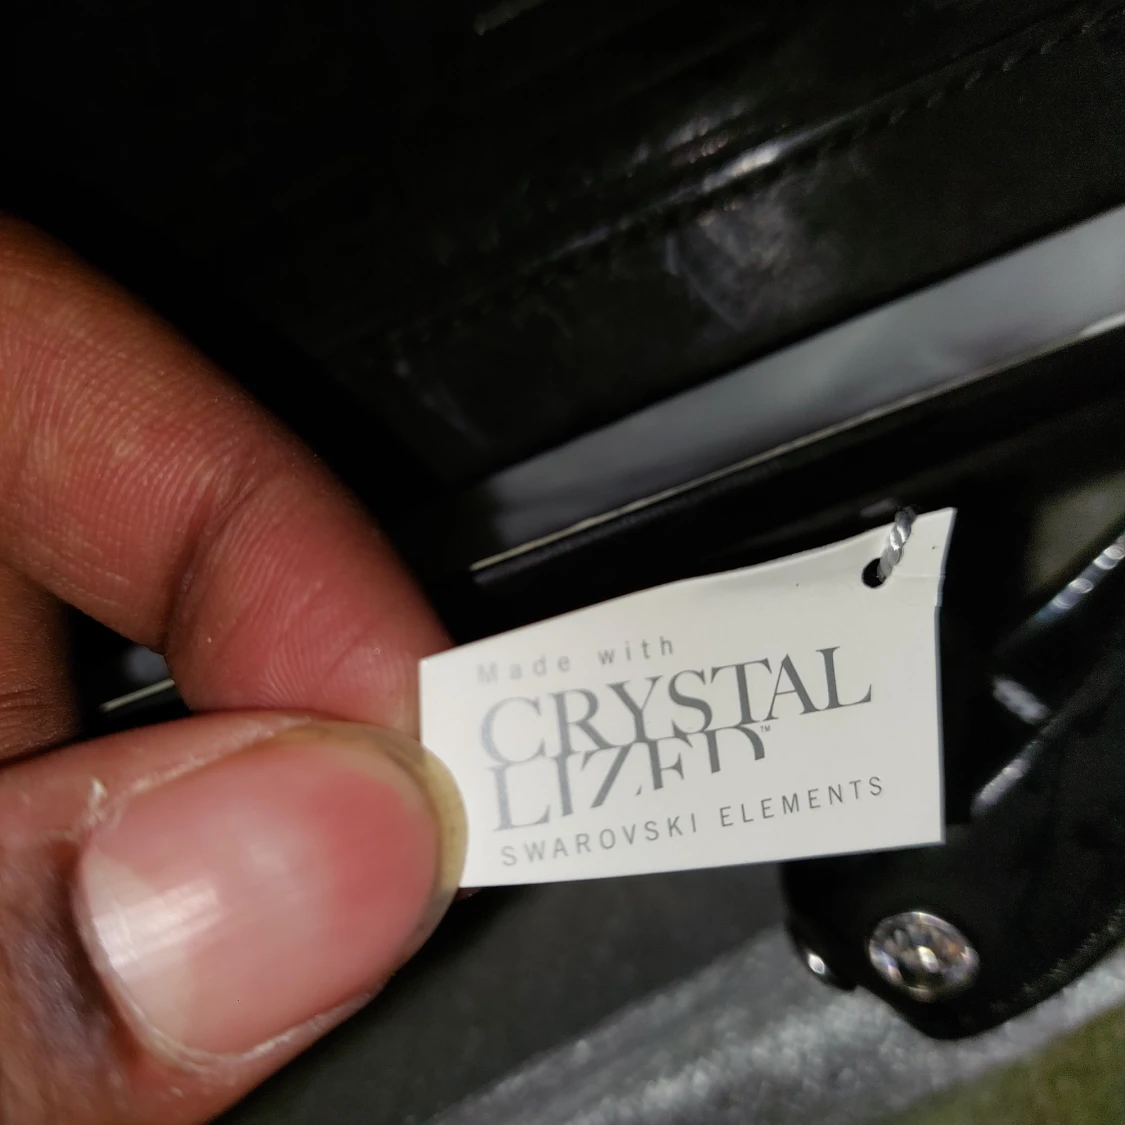 Made with
CRYSTAL
LIZED™
SWAROVSKI ELEMENTS